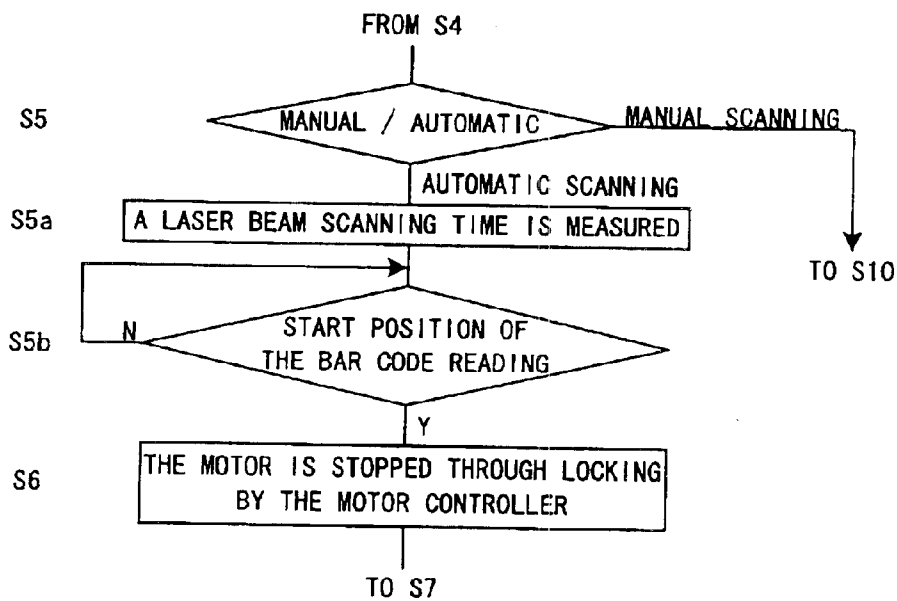 FROM S4
S5
MANUAL / AUTOMATIC
MANUAL SCANNING
AUTOMATIC SCANNING
S5a
A LASER BEAM SCANNING TIME IS MEASURED
TO S10
S5b
N
START POSITION OF
THE BAR CODE READING
Y
S6
THE MOTOR IS STOPPED THROUGH LOCKING
BY THE MOTOR CONTROLLER
TO S7